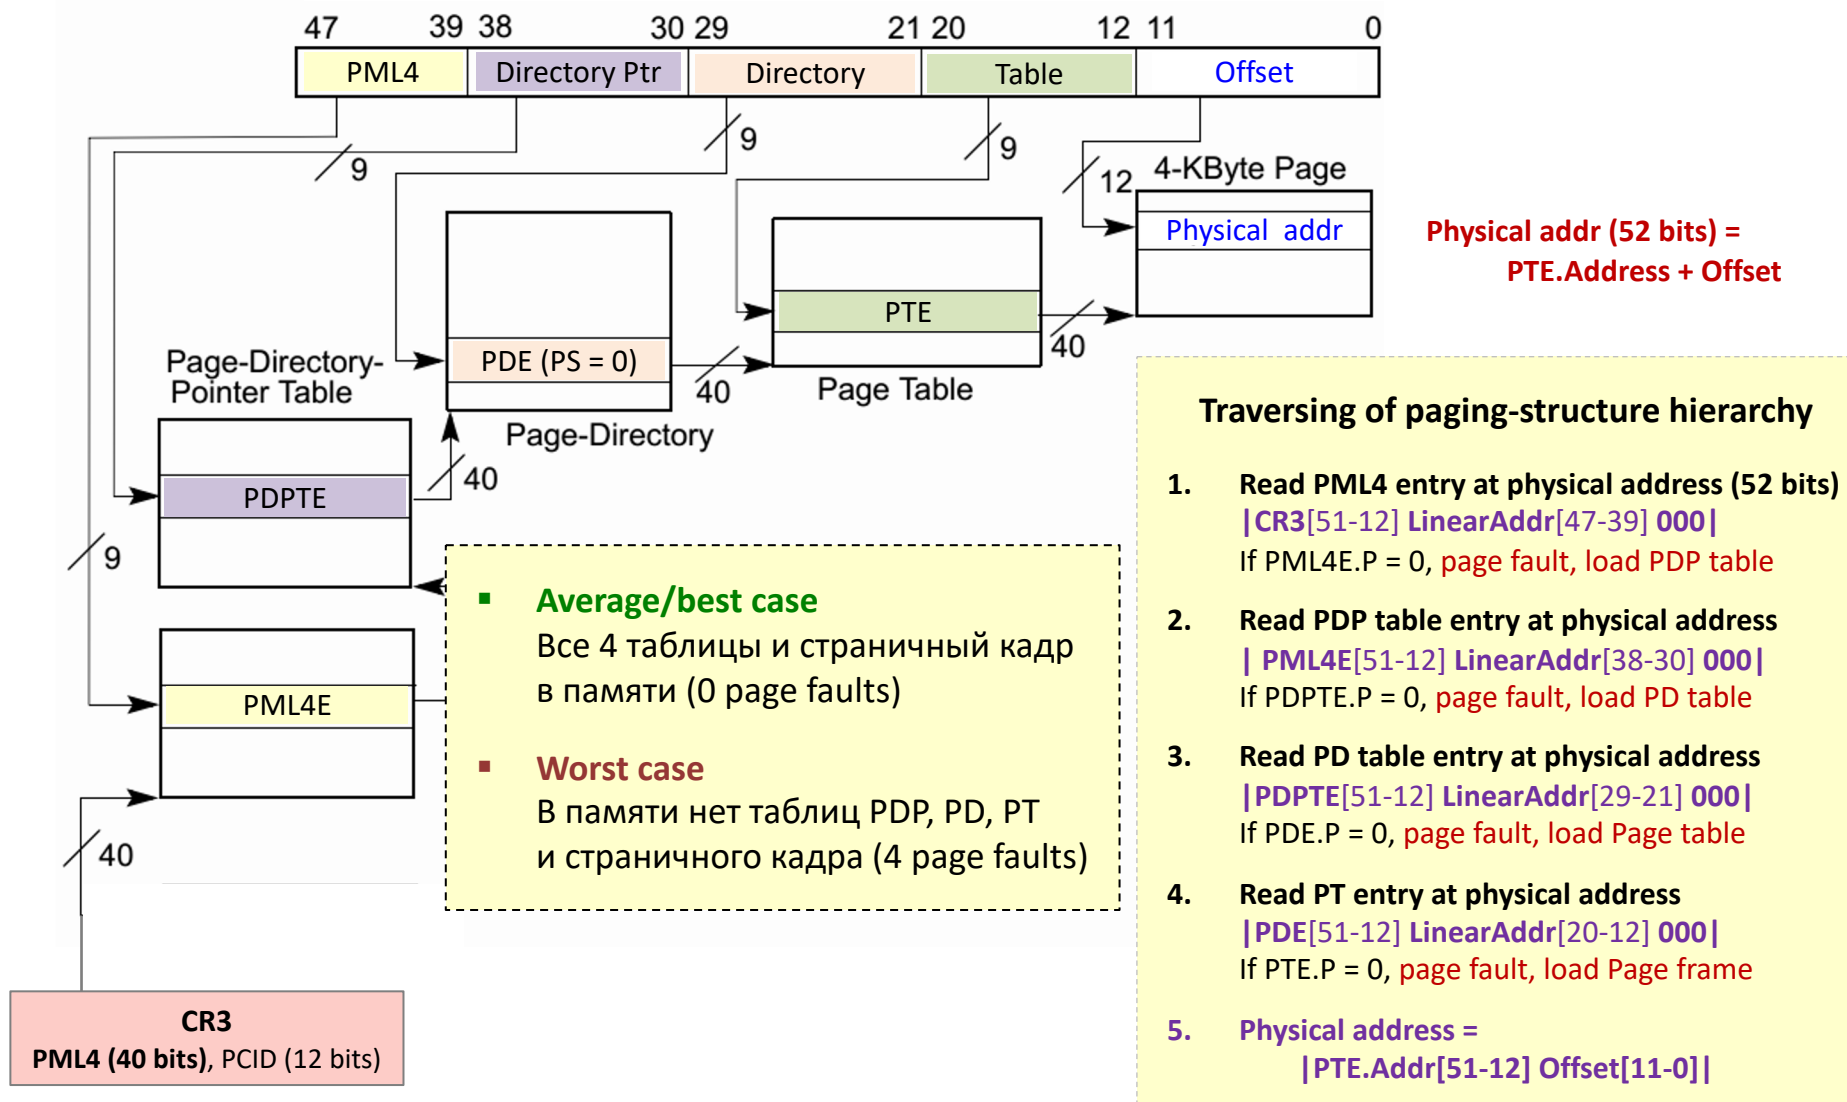 47 39 38 30 29 21 20 12 11 0
PML4 Directory Ptr Directory Table Offset
9 9 9 12
4-KByte Page
Physical addr
Physical addr (52 bits) =
PTE.Address + Offset
PTE
40
PDE (PS = 0)
40
Page Table
Page-Directory-
Pointer Table
Page-Directory
40
PDPTE
9
PML4E
40
CR3
PML4 (40 bits), PCID (12 bits)
▪ Average/best case
Все 4 таблицы и страничный кадр
в памяти (0 page faults)
▪ Worst case
В памяти нет таблиц PDP, PD, PT
и страничного кадра (4 page faults)
Traversing of paging-structure hierarchy
1. Read PML4 entry at physical address (52 bits)
|CR3[51-12] LinearAddr[47-39] 000|
If PML4E.P = 0, page fault, load PDP table
2. Read PDP table entry at physical address
| PML4E[51-12] LinearAddr[38-30] 000|
If PDPTE.P = 0, page fault, load PD table
3. Read PD table entry at physical address
|PDPTE[51-12] LinearAddr[29-21] 000|
If PDE.P = 0, page fault, load Page table
4. Read PT entry at physical address
|PDE[51-12] LinearAddr[20-12] 000|
If PTE.P = 0, page fault, load Page frame
5. Physical address =
|PTE.Addr[51-12] Offset[11-0]|